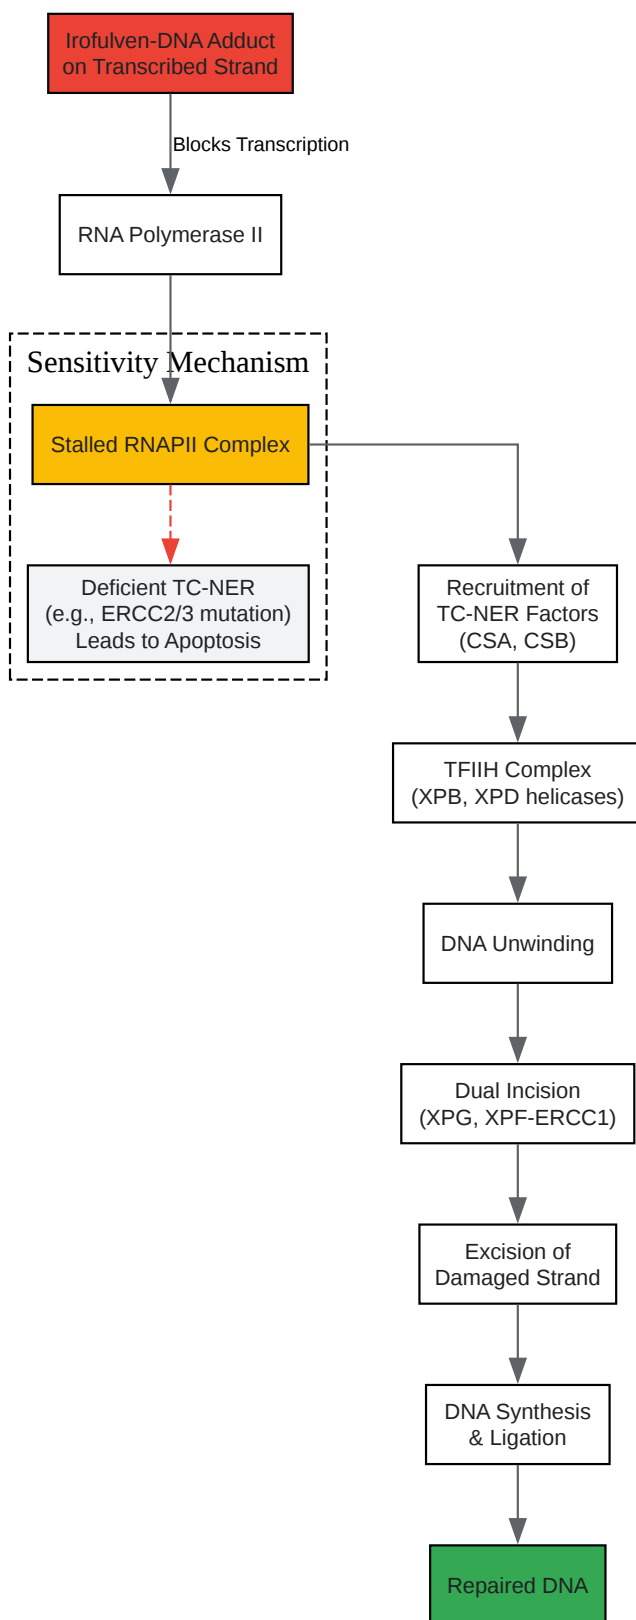 Irofulven-DNA Adduct
on Transcribed Strand
Blocks Transcription
RNA Polymerase II
Sensitivity Mechanism
Stalled RNAPII Complex
Deficient TC-NER
(e.g., ERCC2/3 mutation)
Leads to Apoptosis
Recruitment of
TC-NER Factors
(CSA, CSB)
TFIIH Complex
(XPB, XPD helicases)
DNA Unwinding
Dual Incision
(XPG, XPF-ERCC1)
Excision of
Damaged Strand
DNA Synthesis
& Ligation
Repaired DNA